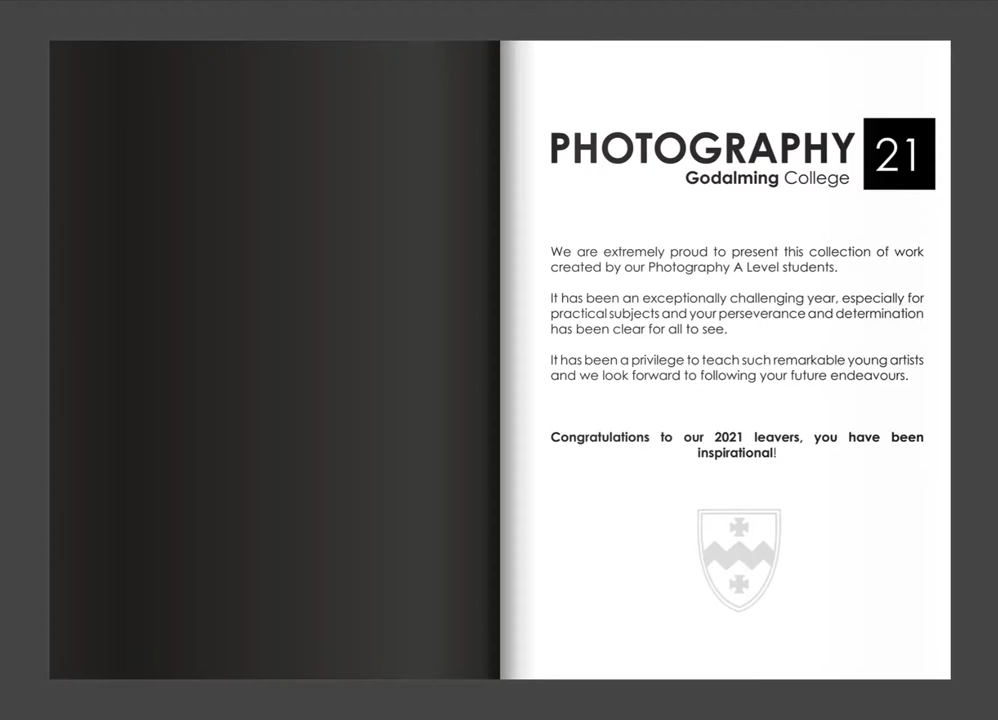 PHOTOGRAPHY 21
Godalming College
We are extremely proud to present this collection of work
created by our Photography A Level students.
It has been an exceptionally challenging year, especially for
practical subjects and your perseverance and determination
has been clear for all to see.
It has been a privilege to teach such remarkable young artists
and we look forward to following your future endeavours.
Congratulations to our 2021 leavers, you have been
inspirational!